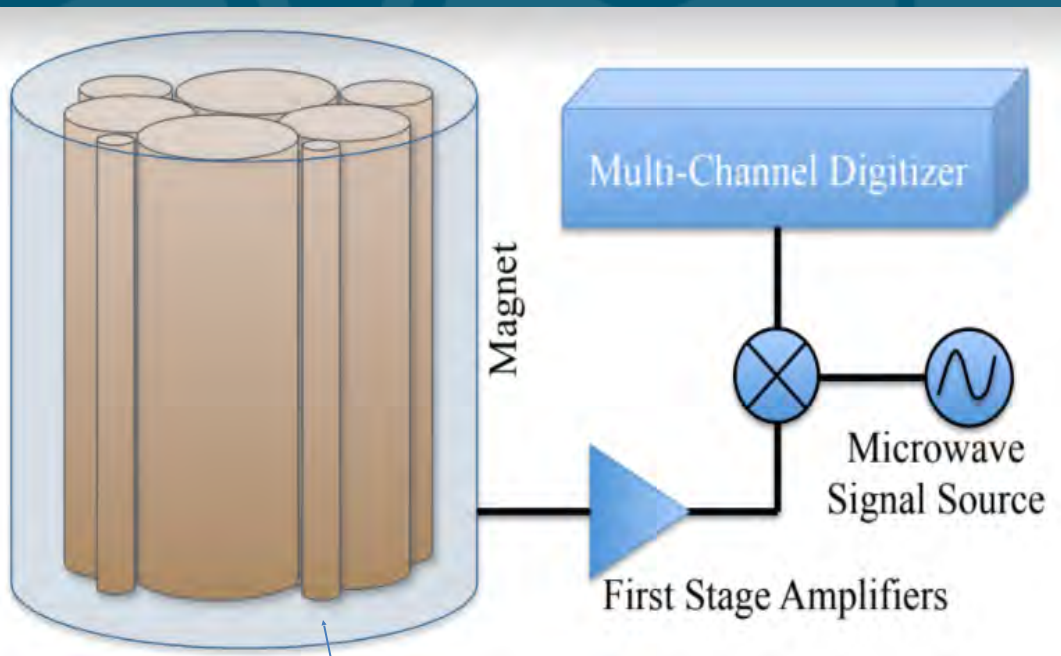 Multi-Channel Digitizer
Magnet
Microwave
Signal Source
First Stage Amplifiers